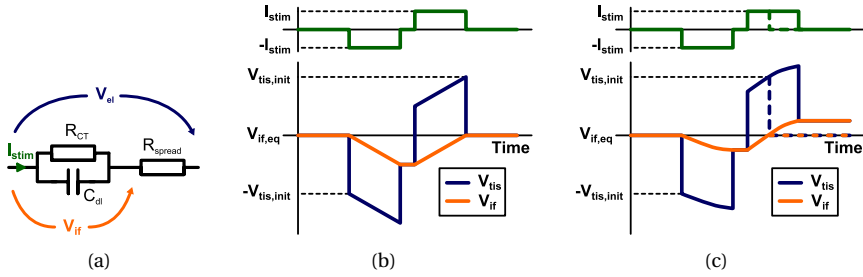 V_el
R_CT
I_stim
R_spread
C_dl
V_if
(a)
I_stim
-I_stim
V_tis,init
V_if,eq
Time
-V_tis,init
V_tis
V_if
(b)
I_stim
-I_stim
V_tis,init
V_if,eq
Time
-V_tis,init
V_tis
V_if
(c)